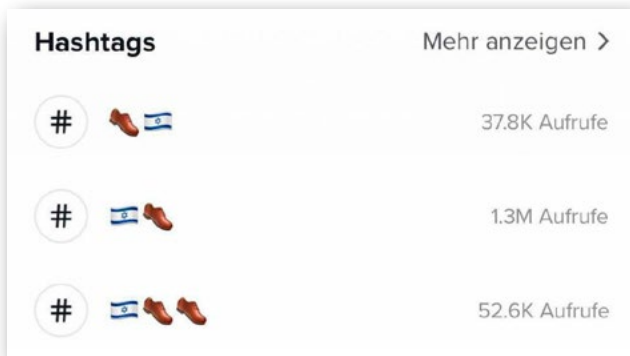 Hashtags Mehr anzeigen >
# 👞🇮🇱 37.8K Aufrufe
# 🇮🇱👞 1.3M Aufrufe
# 🇮🇱👞👞 52.6K Aufrufe